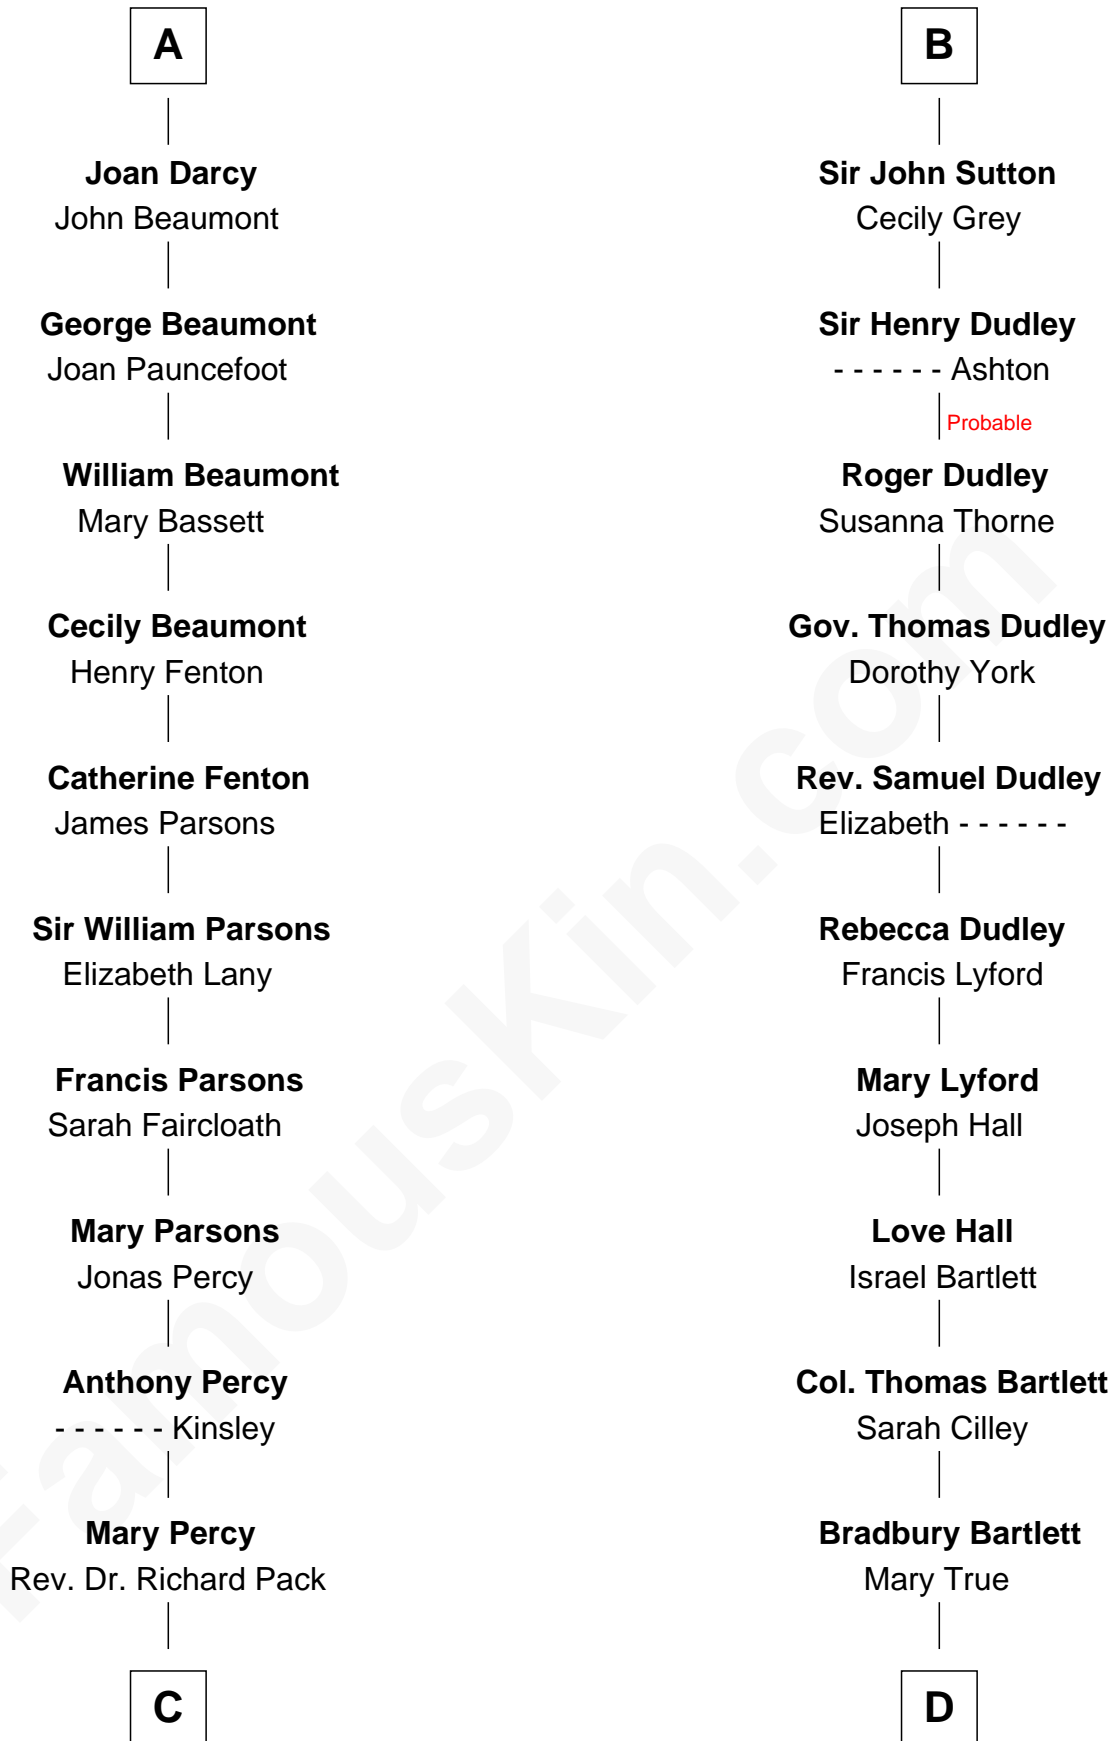 A
Joan Darcy
John Beaumont
George Beaumont
Joan Pauncefoot
William Beaumont
Mary Bassett
Cecily Beaumont
Henry Fenton
Catherine Fenton
James Parsons
Sir William Parsons
Elizabeth Lany
Francis Parsons
Sarah Faircloath
Mary Parsons
Jonas Percy
Anthony Percy
- - - - - - Kinsley
Mary Percy
Rev. Dr. Richard Pack
C
B
Sir John Sutton
Cecily Grey
Sir Henry Dudley
- - - - - - Ashton
Probable
Roger Dudley
Susanna Thorne
Gov. Thomas Dudley
Dorothy York
Rev. Samuel Dudley
Elizabeth - - - - - -
Rebecca Dudley
Francis Lyford
Mary Lyford
Joseph Hall
Love Hall
Israel Bartlett
Col. Thomas Bartlett
Sarah Cilley
Bradbury Bartlett
Mary True
D
FamousKin.com